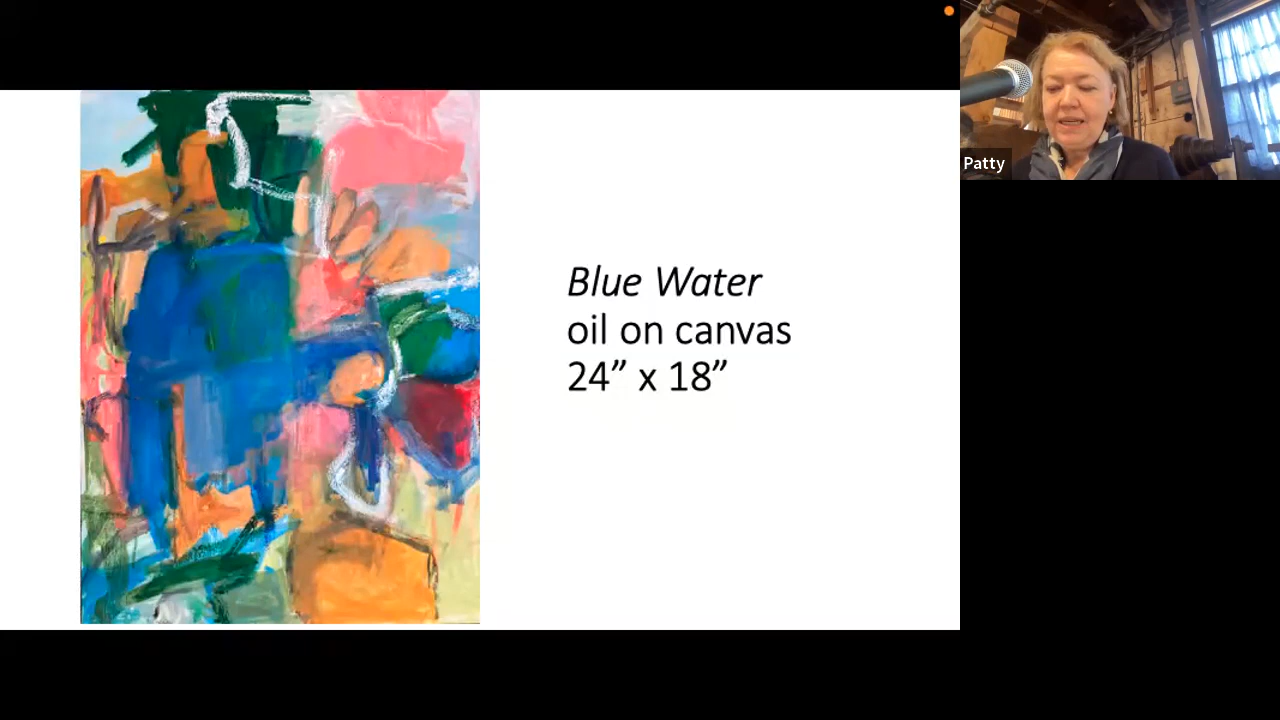 Blue Water
oil on canvas
24” x 18”
Patty